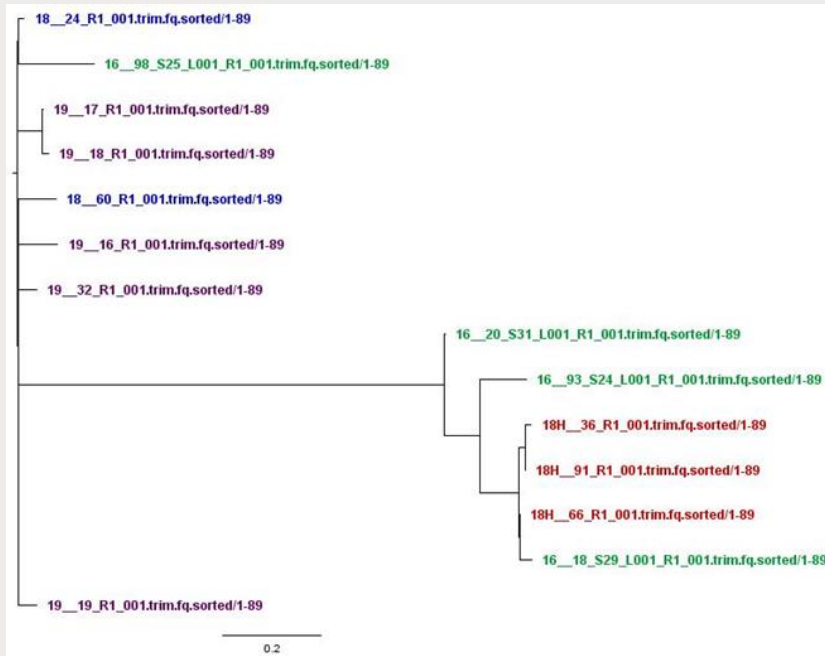 18__24_R1_001.trim.fq.sorted/1-89
16__98_S25_L001_R1_001.trim.fq.sorted/1-89
19__17_R1_001.trim.fq.sorted/1-89
19__18_R1_001.trim.fq.sorted/1-89
18__60_R1_001.trim.fq.sorted/1-89
19__16_R1_001.trim.fq.sorted/1-89
19__32_R1_001.trim.fq.sorted/1-89
16__20_S31_L001_R1_001.trim.fq.sorted/1-89
16__93_S24_L001_R1_001.trim.fq.sorted/1-89
18H__36_R1_001.trim.fq.sorted/1-89
18H__91_R1_001.trim.fq.sorted/1-89
18H__66_R1_001.trim.fq.sorted/1-89
16__18_S29_L001_R1_001.trim.fq.sorted/1-89
19__19_R1_001.trim.fq.sorted/1-89
0.2